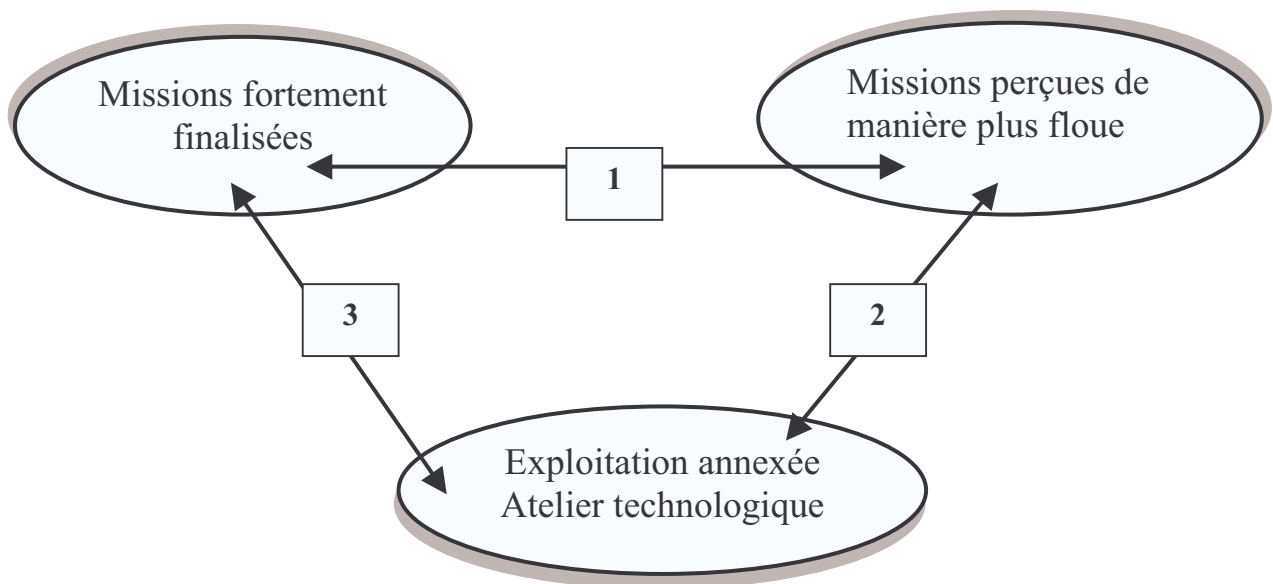 Missions fortement
finalisées
Missions perçues de
manière plus floue
1
3
2
Exploitation annexée
Atelier technologique